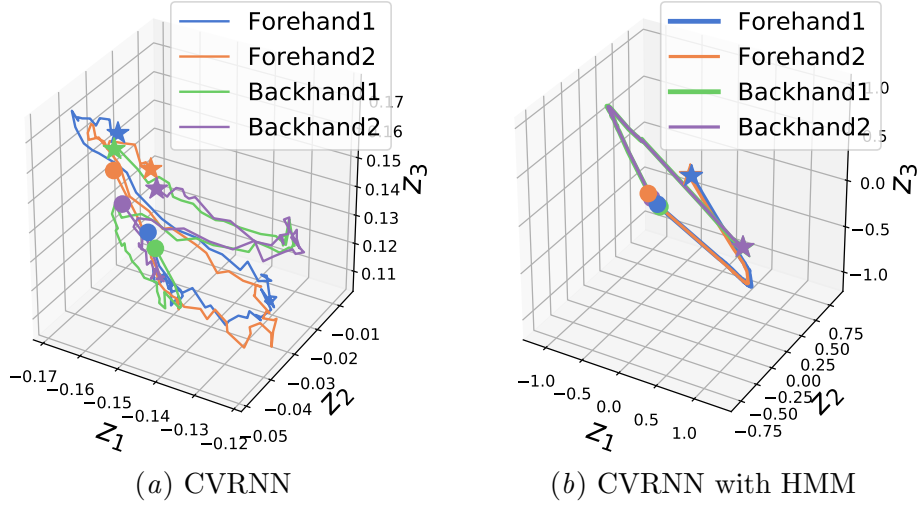 Forehand1
Forehand2
Backhand1
Backhand2
0.17
0.16
0.15
0.14
0.13
0.12
0.11
z3
−0.17
−0.16
−0.15
−0.14
−0.13
−0.12
z1
−0.05
−0.04
−0.03
−0.02
−0.01
z2
(a) CVRNN
Forehand1
Forehand2
Backhand1
Backhand2
1.0
0.5
0.0
−0.5
−1.0
z3
−1.0
−0.5
0.0
0.5
1.0
z1
−0.75
−0.50
−0.25
0.00
0.25
0.50
0.75
z2
(b) CVRNN with HMM